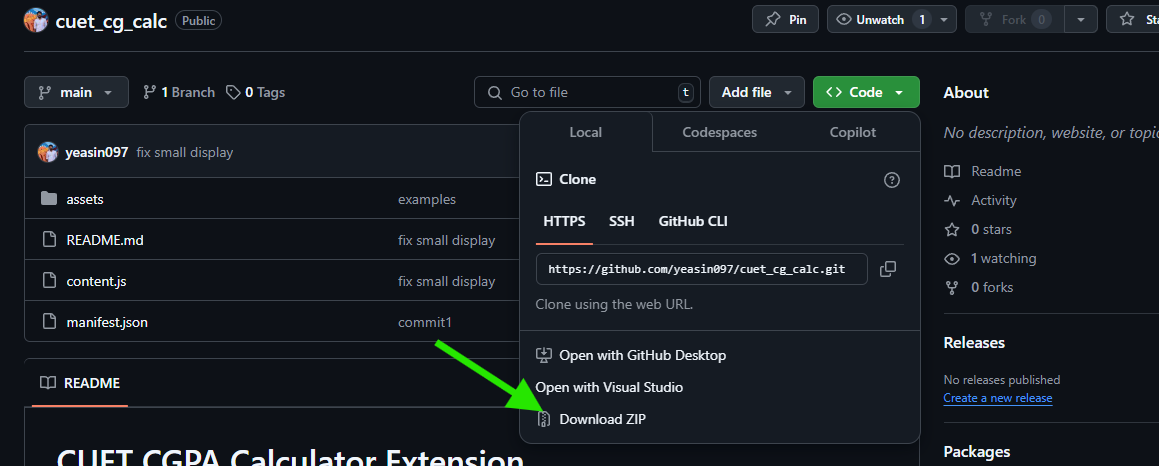 cuet_cg_calc Public
Pin
Unwatch 1
Fork 0
main
1 Branch
0 Tags
Go to file t
Add file
Code
yeasin097 fix small display
assets examples
README.md fix small display
content.js fix small display
manifest.json commit1
README
CUET CGPA Calculator Extension
Local
Codespaces
Copilot
Clone
HTTPS
SSH
GitHub CLI
https://github.com/yeasin097/cuet_cg_calc.git
Clone using the web URL.
Open with GitHub Desktop
Open with Visual Studio
Download ZIP
About
No description, website, or
Readme
Activity
0 stars
1 watching
0 forks
Releases
No releases published
Create a new release
Packages